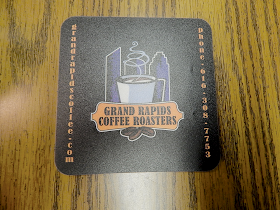 grandrapidscoffee.com
GRAND RAPIDS
COFFEE ROASTERS
phone.616.308.7753